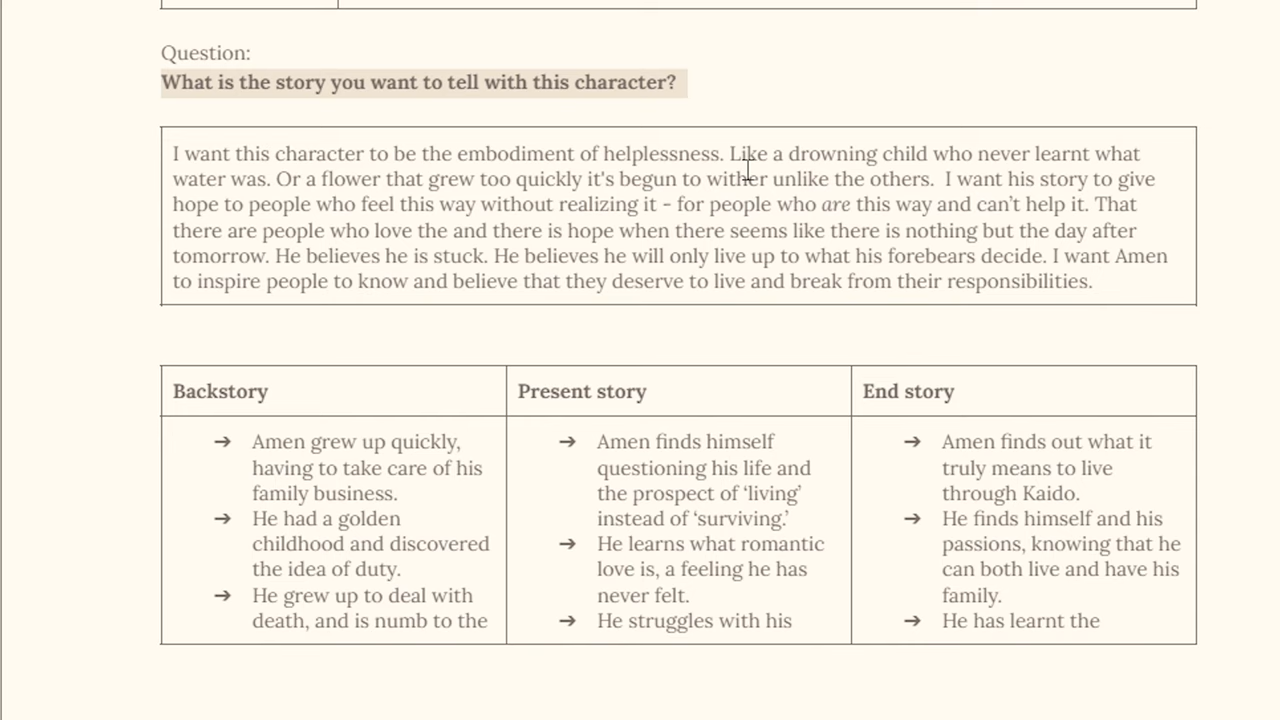 Question:
What is the story you want to tell with this character?
I want this character to be the embodiment of helplessness. Like a drowning child who never learnt what
water was. Or a flower that grew too quickly it's begun to wither unlike the others.  I want his story to give
hope to people who feel this way without realizing it - for people who are this way and can’t help it. That
there are people who love the and there is hope when there seems like there is nothing but the day after
tomorrow. He believes he is stuck. He believes he will only live up to what his forebears decide. I want Amen
to inspire people to know and believe that they deserve to live and break from their responsibilities.
Backstory
➔ Amen grew up quickly,
having to take care of his
family business.
➔ He had a golden
childhood and discovered
the idea of duty.
➔ He grew up to deal with
death, and is numb to the
Present story
➔ Amen finds himself
questioning his life and
the prospect of ‘living’
instead of ‘surviving.’
➔ He learns what romantic
love is, a feeling he has
never felt.
➔ He struggles with his
End story
➔ Amen finds out what it
truly means to live
through Kaido.
➔ He finds himself and his
passions, knowing that he
can both live and have his
family.
➔ He has learnt the